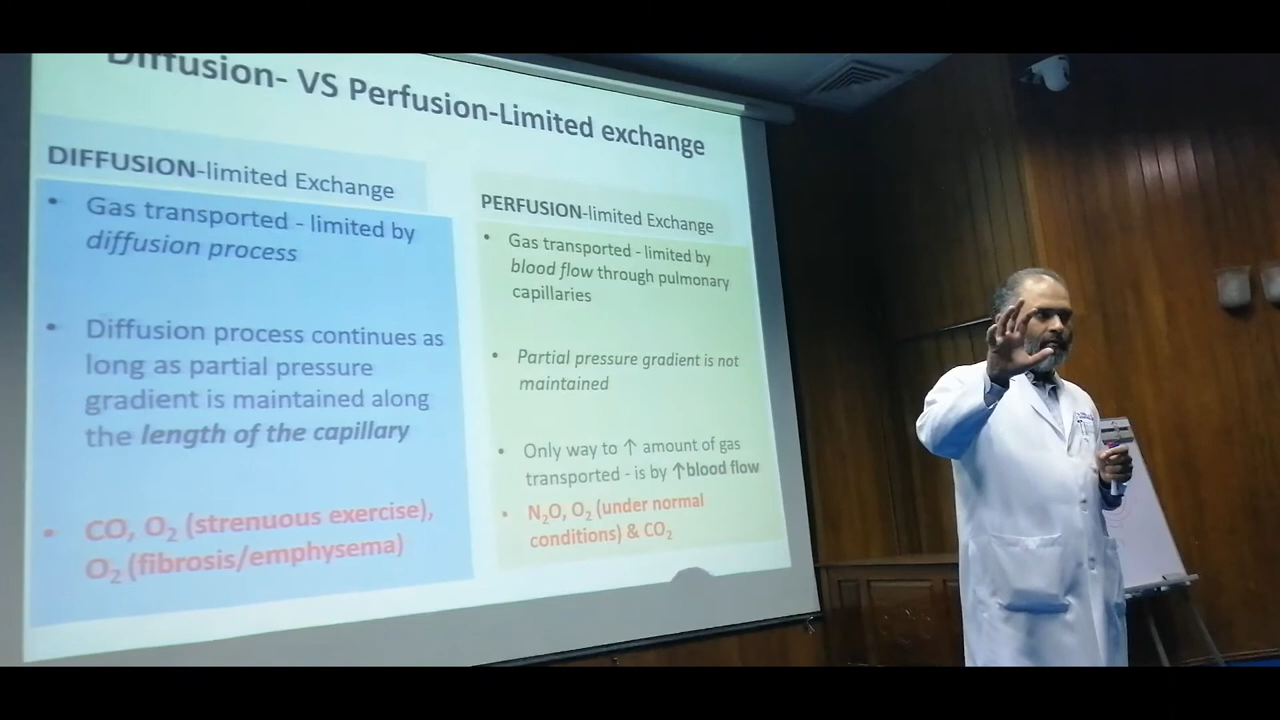 Diffusion- VS Perfusion-Limited exchange
DIFFUSION-limited Exchange
• Gas transported - limited by
diffusion process
• Diffusion process continues as
long as partial pressure
gradient is maintained along
the length of the capillary
• CO, O₂ (strenuous exercise),
O₂ (fibrosis/emphysema)
PERFUSION-limited Exchange
• Gas transported - limited by
blood flow through pulmonary
capillaries
• Partial pressure gradient is not
maintained
• Only way to ↑ amount of gas
transported - is by ↑blood flow
• N₂O, O₂ (under normal
conditions) & CO₂